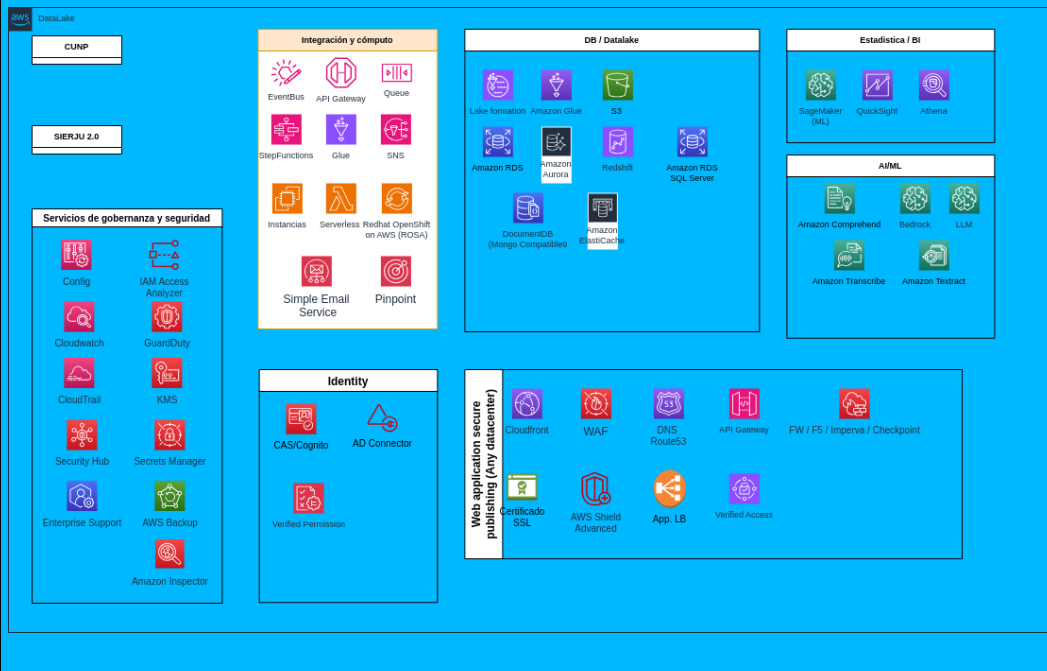 aws
DataLake
CUNP
SIERJU 2.0
Servicios de gobernanza y seguridad
Config
IAM Access
Analyzer
Cloudwatch
GuardDuty
CloudTrail
KMS
Security Hub
Secrets Manager
Enterprise Support
AWS Backup
Amazon Inspector
Integración y cómputo
EventBus
API Gateway
Queue
StepFunctions
Glue
SNS
Instancias
Serverless
Redhat OpenShift
on AWS (ROSA)
Simple Email
Service
Pinpoint
Identity
CAS/Cognito
AD Connector
Verified Permission
DB / Datalake
Lake formation
Amazon Glue
S3
Amazon RDS
Amazon
Aurora
Redshift
Amazon RDS
SQL Server
DocumentDB
(Mongo Compatible9
Amazon
ElastiCache
Estadistica / BI
SageMaker
(ML)
QuickSight
Athena
AI/ML
Amazon Comprehend
Bedrock
LLM
Amazon Transcribe
Amazon Textract
Web application secure
publishing (Any datacenter)
Cloudfront
WAF
53
DNS
Route53
API Gateway
FW / F5 / Imperva / Checkpoint
Certificado
SSL
AWS Shield
Advanced
App. LB
Verified Access